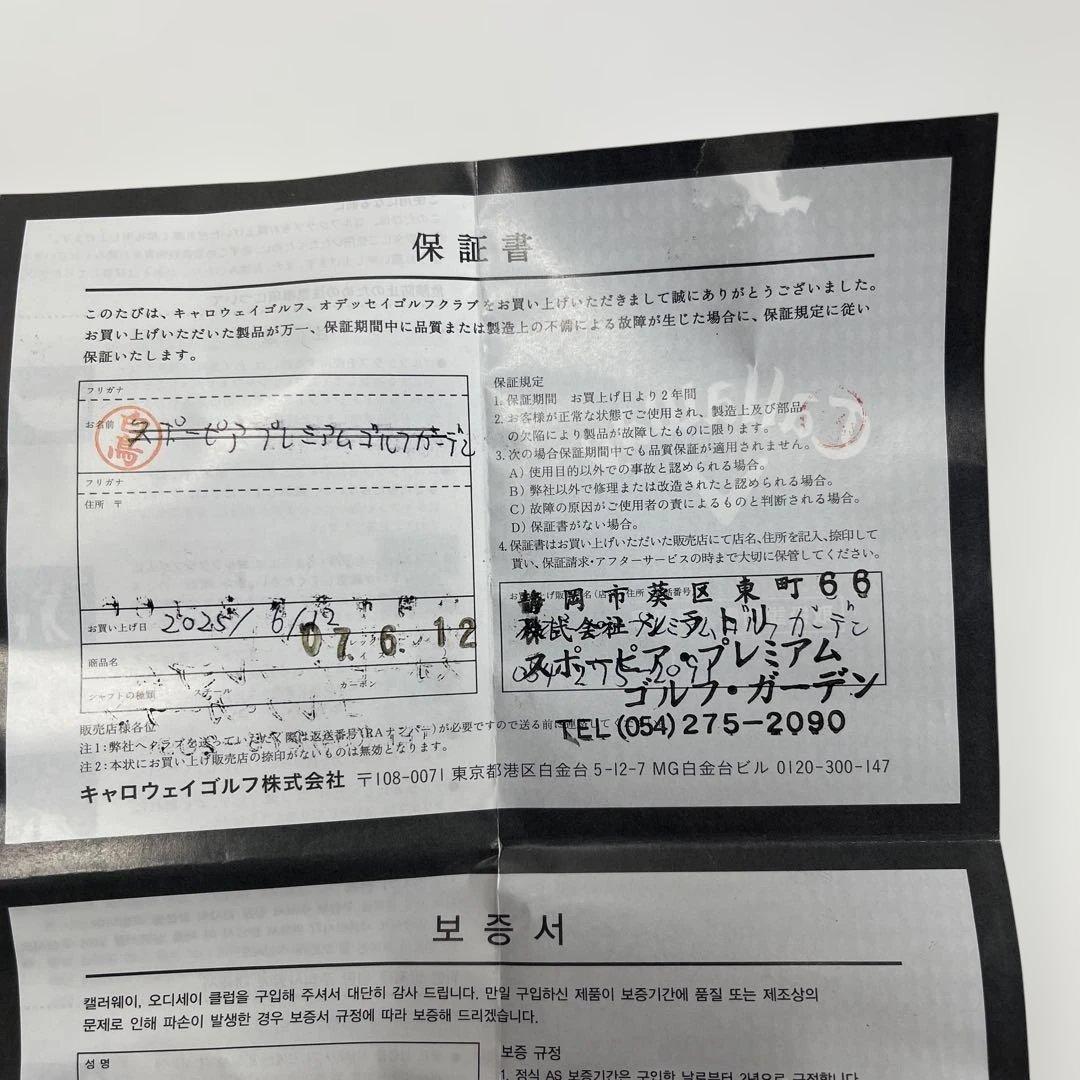 保証書
このたびは、キャロウェイゴルフ、オデッセイゴルフクラブをお買い上げいただきまして誠にありがとうございました。
お買い上げいただいた製品が万一、保証期間中に品質または製造上の不備による故障が生じた場合に、保証規定に従い
保証いたします。
フリガナ
お名前 スポーピアプレミアムゴルフガーデン
フリガナ
住所 〒
お買い上げ日 2025/6/12
07.6.12
商品名
シャフトの種類 スチール カーボン
保証規定
1. 保証期間 お買上げ日より2年間
2. お客様が正常な状態でご使用され、製造上及び部品
の欠陥により製品が故障したものに限ります。
3. 次の場合保証期間中でも品質保証が適用されません。
A) 使用目的以外での事故と認められる場合。
B) 弊社以外で修理または改造されたと認められる場合。
C) 故障の原因がご使用者の責によるものと判断される場合。
D) 保証書がない場合。
4. 保証書はお買い上げいただいた販売店にて店名、住所を記入、捺印して
貰い、保証請求・アフターサービスの時まで大切に保管してください。
静岡市葵区東町66
株式会社
スポーピア・プレミアム
ゴルフ・ガーデン
TEL (054) 275-2090
販売店様各位
注1:弊社へクラブを送っていただく際は返送番号(RAナンバー)が必要ですので送る前に
注2:本状にお買い上げ販売店の捺印がないものは無効となります。
キャロウェイゴルフ株式会社 〒108-0071 東京都港区白金台 5-12-7 MG白金台ビル 0120-300-147
보증서
캘러웨이, 오디세이 클럽을 구입해 주셔서 대단히 감사 드립니다. 만일 구입하신 제품이 보증기간에 품질 또는 제조상의
문제로 인해 파손이 발생한 경우 보증서 규정에 따라 보증해 드리겠습니다.
성명
보증 규정
1. 정식 AS 보증기간은 구입한 날로부터 2년으로 규정합니다.